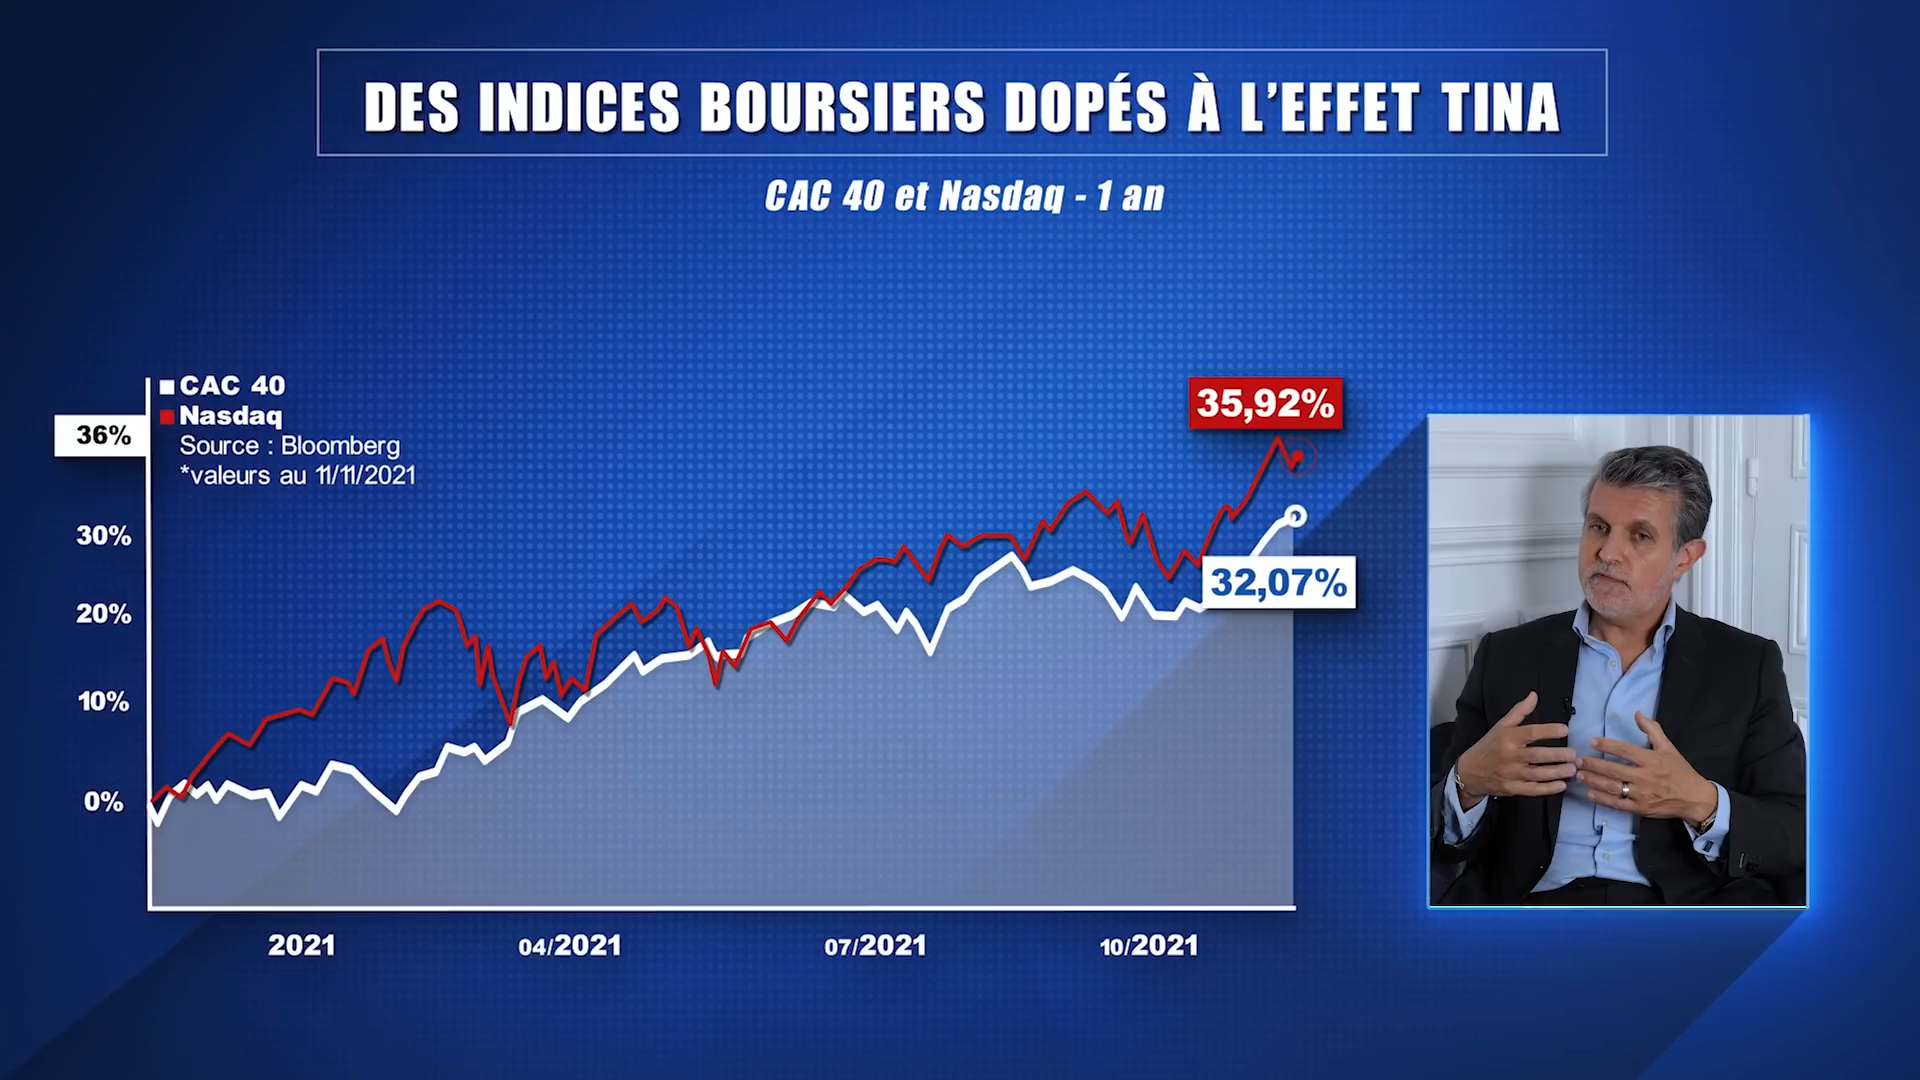 DES INDICES BOURSIERS DOPÉS À L'EFFET TINA
CAC 40 et Nasdaq - 1 an
CAC 40
Nasdaq
Source : Bloomberg
*valeurs au 11/11/2021
36%
30%
20%
10%
0%
35,92%
32,07%
2021
04/2021
07/2021
10/2021